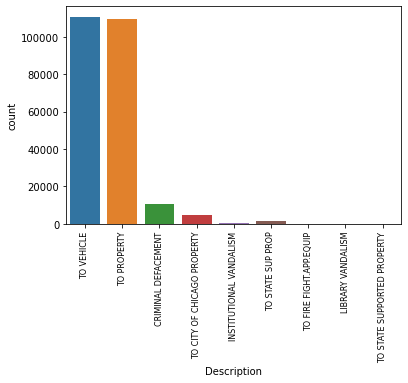 100000
80000
60000
40000
20000
0
count
TO VEHICLE
TO PROPERTY
CRIMINAL DEFACEMENT
TO CITY OF CHICAGO PROPERTY
INSTITUTIONAL VANDALISM
TO STATE SUP PROP
TO FIRE FIGHT.APP.EQUIP
LIBRARY VANDALISM
TO STATE SUPPORTED PROPERTY
Description